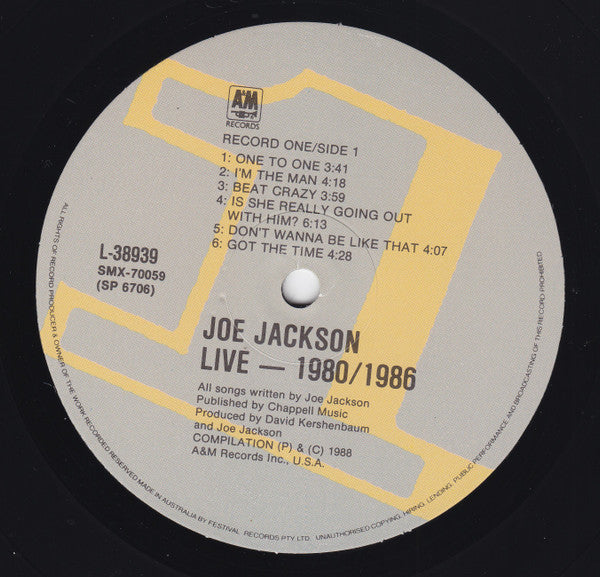 A&M
RECORDS
RECORD ONE/SIDE 1
1: ONE TO ONE 3:41
2: I'M THE MAN 4:18
3: BEAT CRAZY 3:59
4: IS SHE REALLY GOING OUT
WITH HIM? 6:13
5: DON'T WANNA BE LIKE THAT 4:07
6: GOT THE TIME 4:28
L-38939
SMX-70059
(SP 6706)
JOE JACKSON
LIVE — 1980/1986
All songs written by Joe Jackson
Published by Chappell Music
Produced by David Kershenbaum
and Joe Jackson
COMPILATION (P) & (C) 1988
A&M Records Inc., U.S.A.
ALL RIGHTS OF RECORD PRODUCER & OWNER OF THE WORK RECORDED RESERVED MADE IN AUSTRALIA BY FESTIVAL RECORDS PTY LTD. UNAUTHORISED COPYING, HIRING, LENDING, PUBLIC PERFORMANCE AND BROADCASTING OF THIS RECORD PROHIBITED